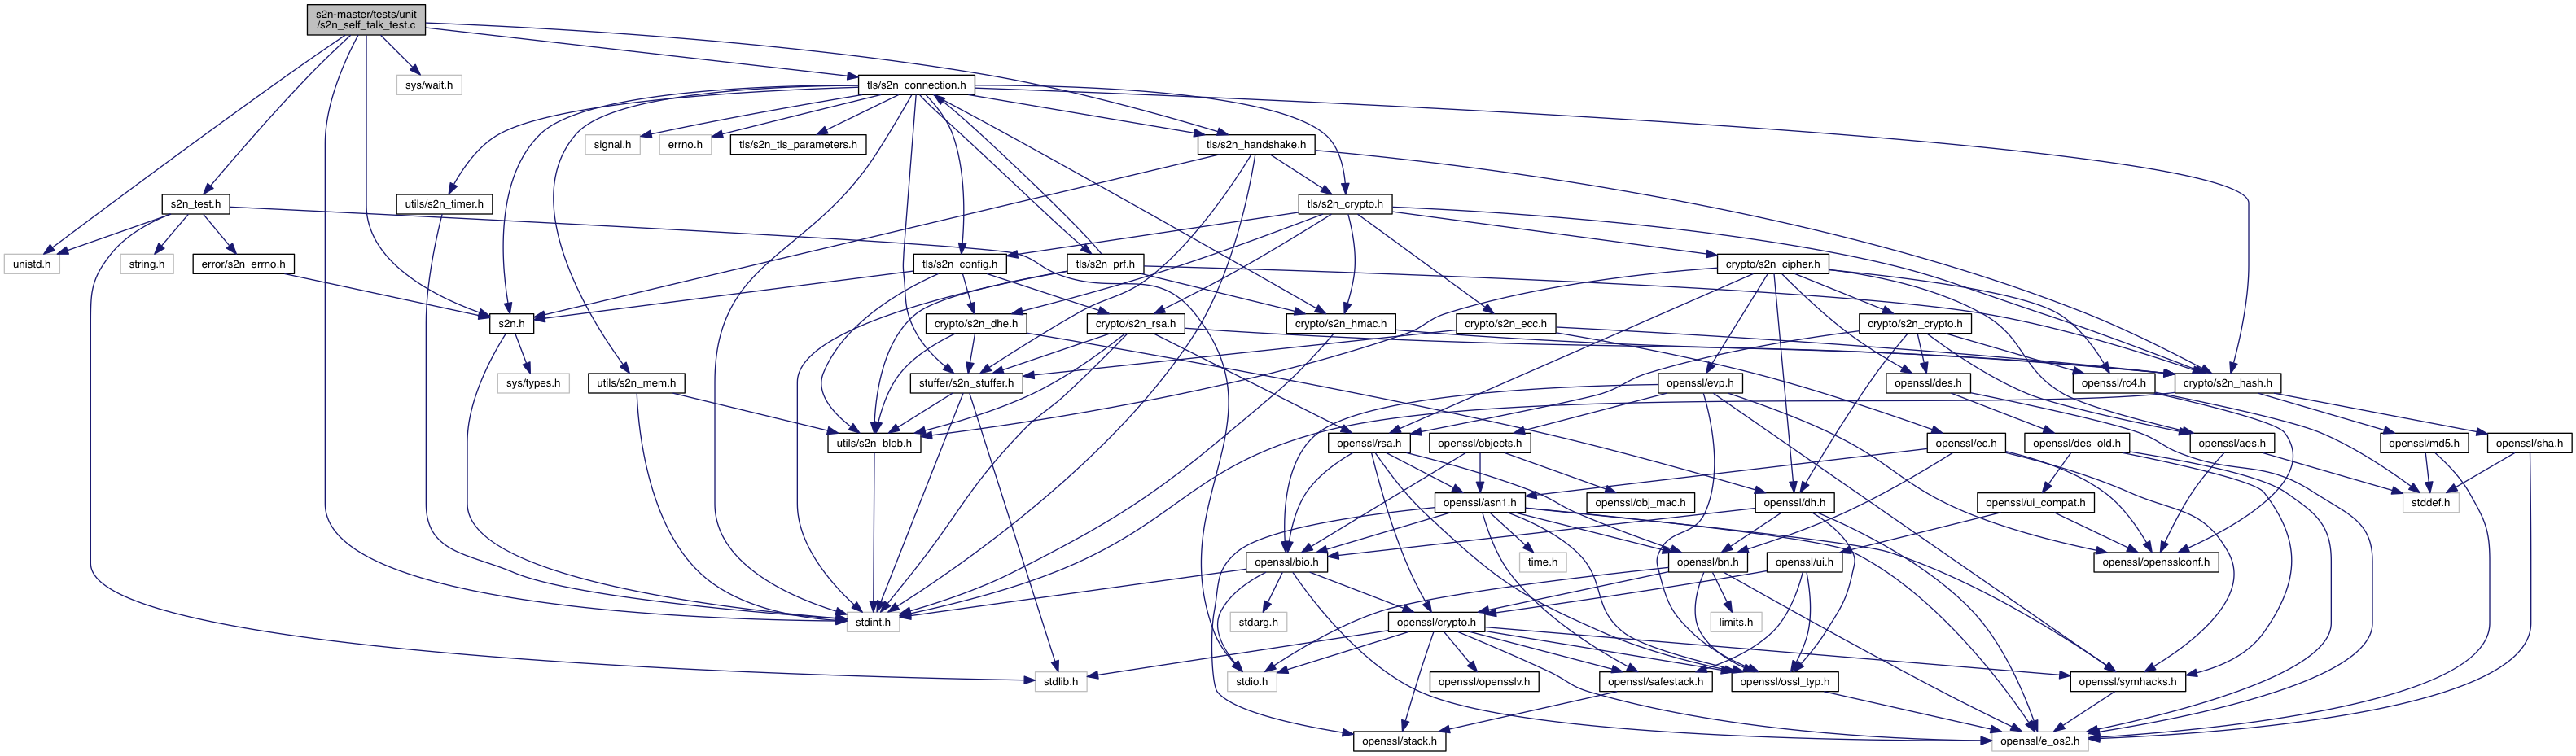 s2n-master/tests/unit
/s2n_self_talk_test.c
sys/wait.h
tls/s2n_connection.h
signal.h
errno.h
tls/s2n_tls_parameters.h
tls/s2n_handshake.h
s2n_test.h
utils/s2n_timer.h
tls/s2n_crypto.h
unistd.h
string.h
error/s2n_errno.h
tls/s2n_config.h
tls/s2n_prf.h
crypto/s2n_cipher.h
s2n.h
crypto/s2n_dhe.h
crypto/s2n_rsa.h
crypto/s2n_hmac.h
crypto/s2n_ecc.h
crypto/s2n_crypto.h
sys/types.h
utils/s2n_mem.h
stuffer/s2n_stuffer.h
openssl/evp.h
openssl/des.h
openssl/rc4.h
crypto/s2n_hash.h
utils/s2n_blob.h
openssl/rsa.h
openssl/objects.h
openssl/ec.h
openssl/des_old.h
openssl/aes.h
openssl/md5.h
openssl/sha.h
openssl/asn1.h
openssl/obj_mac.h
openssl/dh.h
openssl/ui_compat.h
stddef.h
openssl/bio.h
time.h
openssl/bn.h
openssl/ui.h
openssl/opensslconf.h
stdint.h
stdarg.h
openssl/crypto.h
limits.h
stdlib.h
stdio.h
openssl/opensslv.h
openssl/safestack.h
openssl/ossl_typ.h
openssl/symhacks.h
openssl/stack.h
openssl/e_os2.h